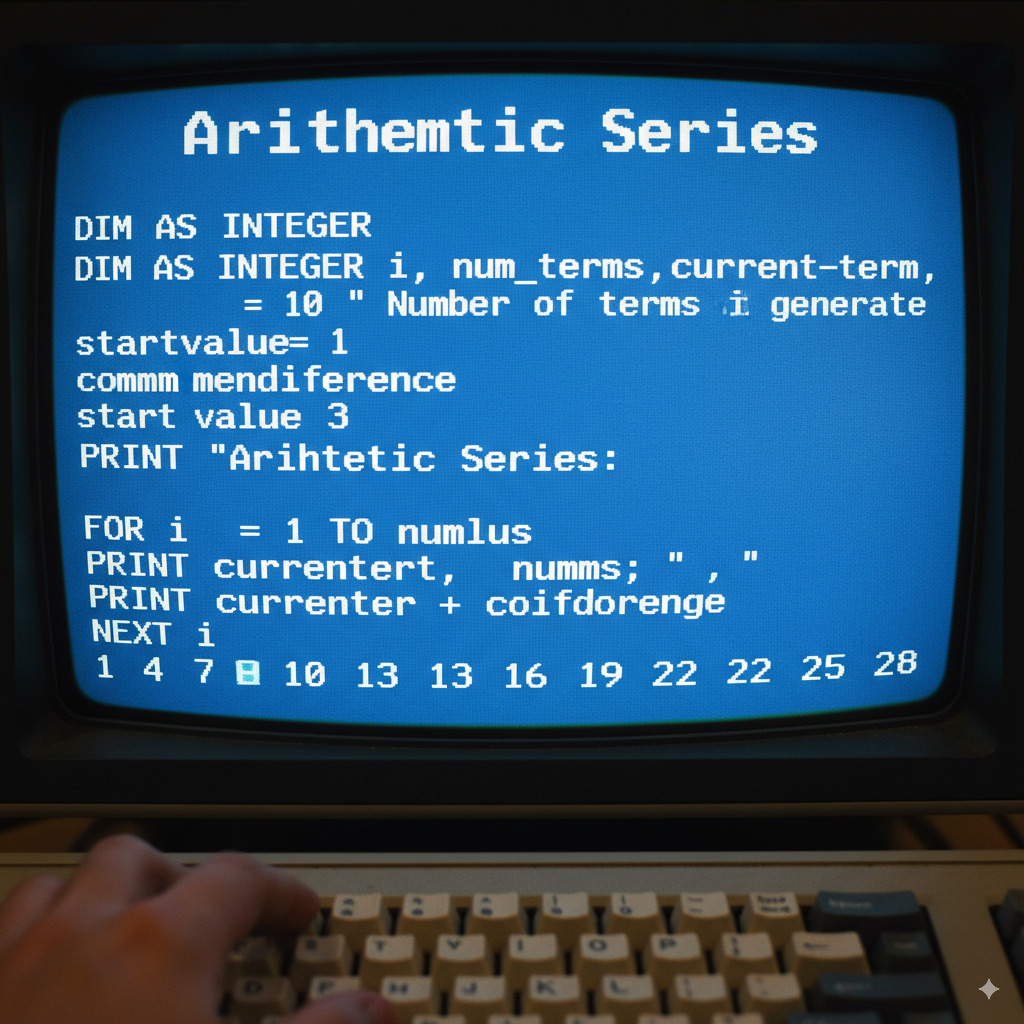 Arithemtic Series
DIM AS INTEGER
DIM AS INTEGER i, num_terms,current-term,
= 10 " Number of terms i generate
startvalue= 1
commm mendiference
start value 3
PRINT "Arihtetic Series:
FOR i = 1 TO numlus
PRINT currentert, numms; " , "
PRINT currenter + coifdorenge
NEXT i
1 4 7 10 13 13 16 19 22 22 25 28
T V I O P
D P H J K L